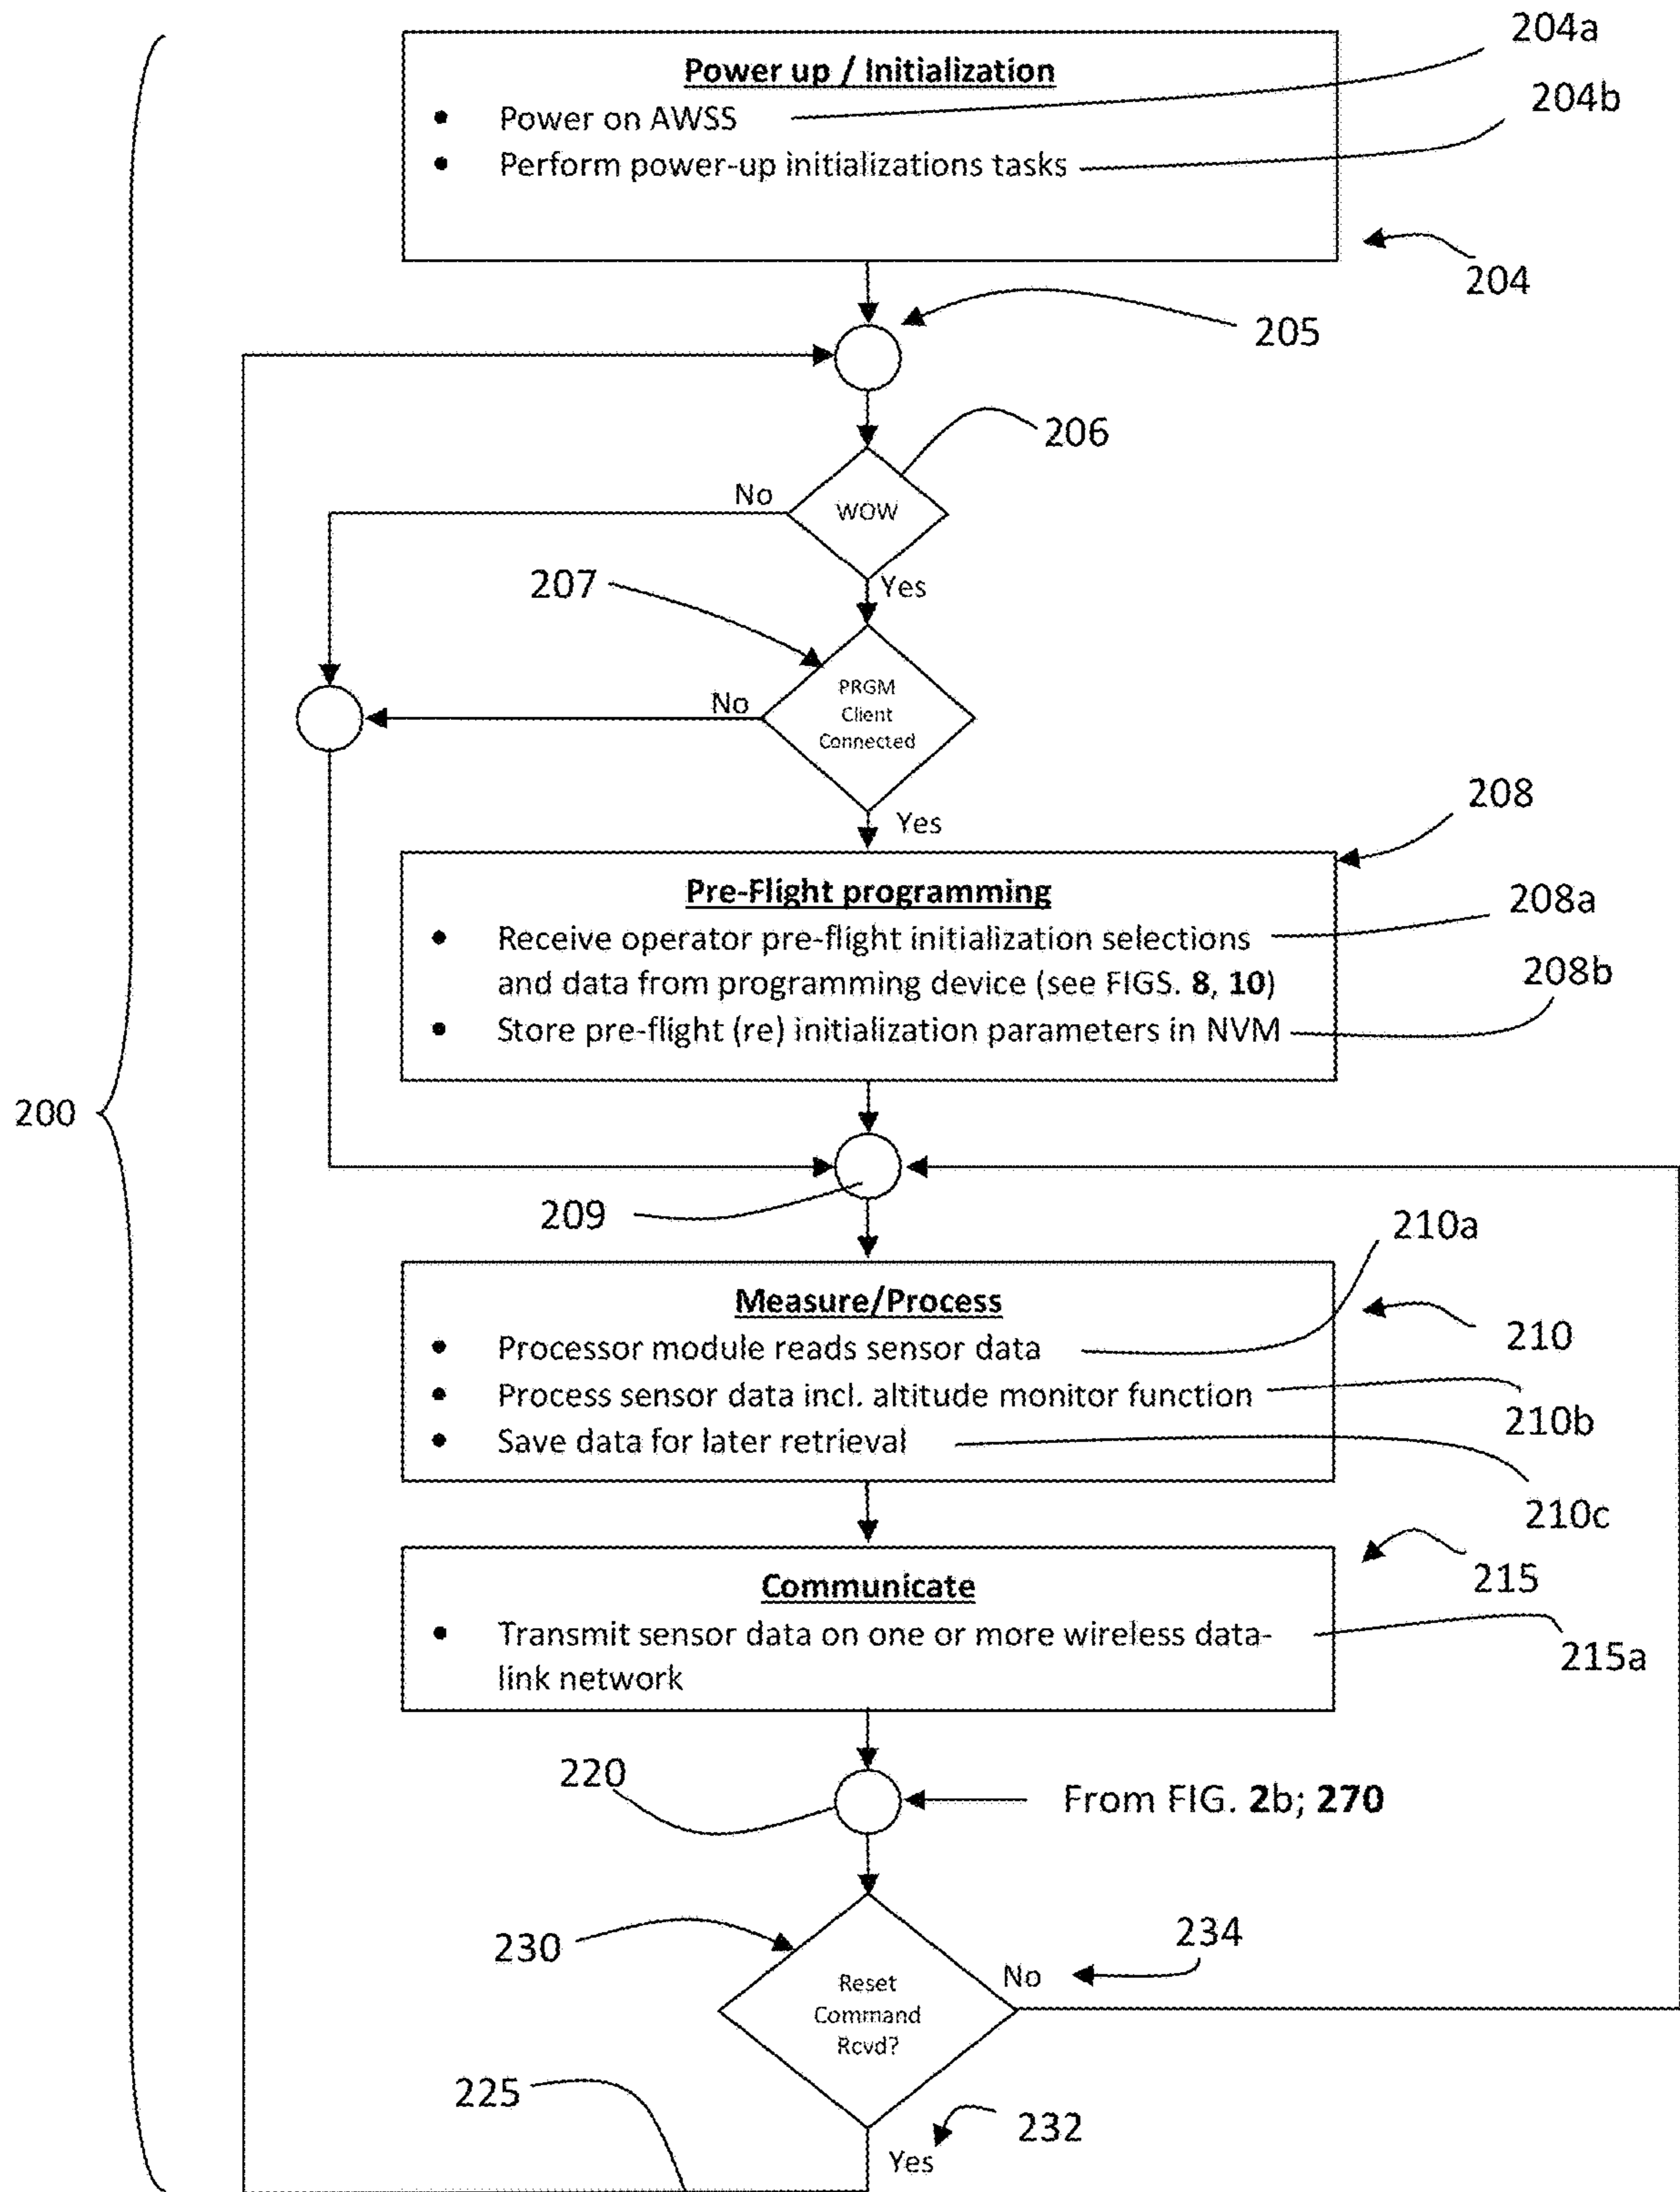 204a
Power up / Initialization
• Power on AWSS
204b
• Perform power-up initializations tasks
204
205
206
No
WOW
207
Yes
PRGM
No
Client
Connected
208
Yes
Pre-Flight programming
208a
• Receive operator pre-flight initialization selections
and data from programming device (see FIGS. 8, 10)
208b
• Store pre-flight (re) initialization parameters in NVM
200
209
210a
Measure/Process
210
• Processor module reads sensor data
• Process sensor data incl. altitude monitor function
210b
• Save data for later retrieval
210c
215
Communicate
• Transmit sensor data on one or more wireless data-
215a
link network
220
From FIG. 2b; 270
234
230
No
Reset
Command
Rcvd?
225
232
Yes